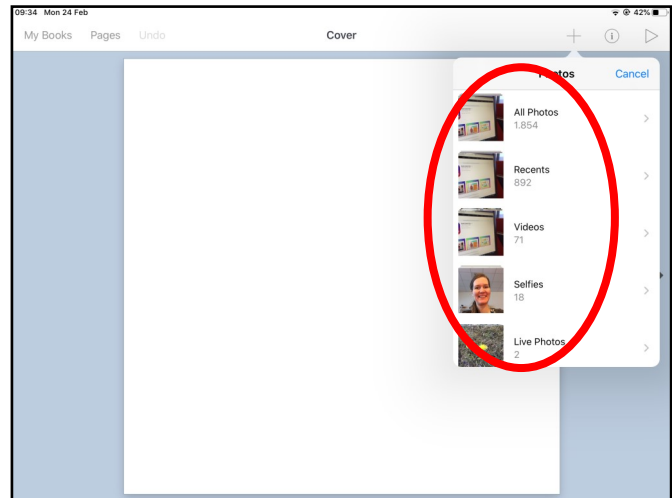 09:34 Mon 24 Feb 42%
My Books Pages Undo Cover
Photos Cancel
All Photos
1.854
Recents
892
Videos
71
Selfies
18
Live Photos
2